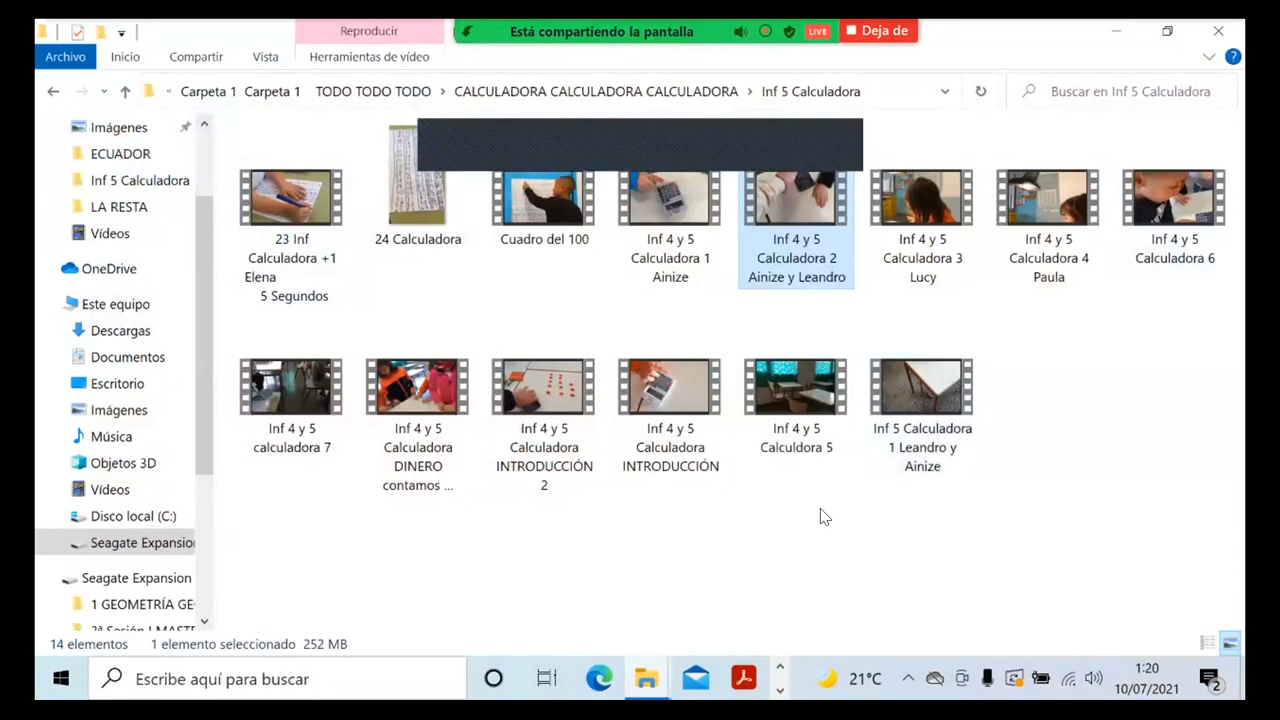 Reproducir
Está compartiendo la pantalla
LIVE
Deja de
Archivo
Inicio
Compartir
Vista
Herramientas de vídeo
Carpeta 1 Carpeta 1 TODO TODO TODO > CALCULADORA CALCULADORA CALCULADORA > Inf 5 Calculadora
Buscar en Inf 5 Calculadora
Imágenes
ECUADOR
Inf 5 Calculadora
LA RESTA
Vídeos
OneDrive
Este equipo
Descargas
Documentos
Escritorio
Imágenes
Música
Objetos 3D
Vídeos
Disco local (C:)
Seagate Expansion
Seagate Expansion
1 GEOMETRÍA GE
23 Inf
Calculadora +1
Elena
5 Segundos
24 Calculadora
Cuadro del 100
Inf 4 y 5
Calculadora 1
Ainize
Inf 4 y 5
Calculadora 2
Ainize y Leandro
Inf 4 y 5
Calculadora 3
Lucy
Inf 4 y 5
Calculadora 4
Paula
Inf 4 y 5
Calculadora 6
Inf 4 y 5
calculadora 7
Inf 4 y 5
Calculadora
DINERO
contamos ...
Inf 4 y 5
Calculadora
INTRODUCCIÓN
2
Inf 4 y 5
Calculadora
INTRODUCCIÓN
Inf 4 y 5
Calculdora 5
Inf 5 Calculadora
1 Leandro y
Ainize
14 elementos
1 elemento seleccionado 252 MB
Escribe aquí para buscar
21°C
1:20
10/07/2021
2